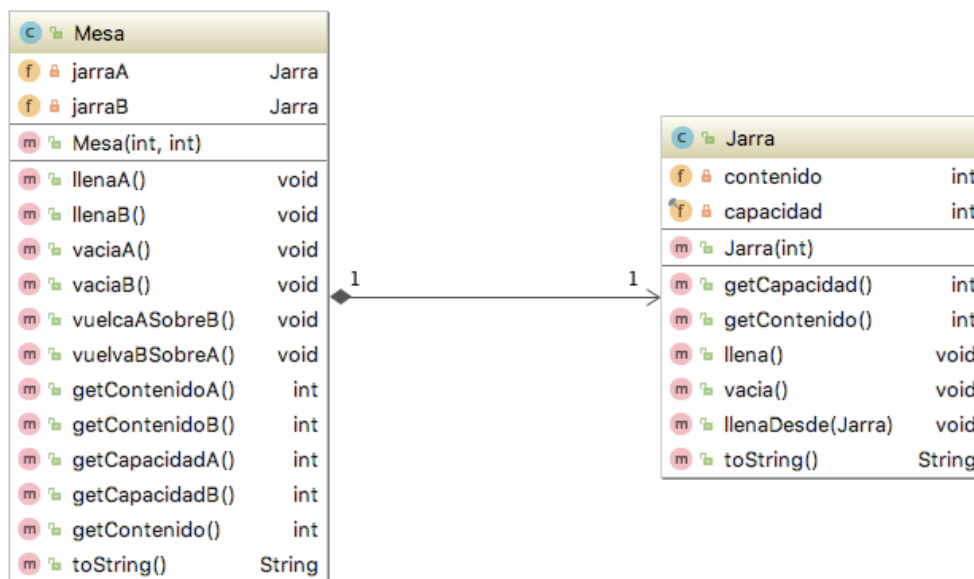 Mesa
jarraA Jarra
jarraB Jarra
Mesa(int, int)
llenaA() void
llenaB() void
vaciaA() void
vaciaB() void
vuelcaASobreB() void
vuelvaBSobreA() void
getContenidoA() int
getContenidoB() int
getCapacidadA() int
getCapacidadB() int
getContenido() int
toString() String
1 1
Jarra
contenido int
capacidad int
Jarra(int)
getCapacidad() int
getContenido() int
llena() void
vacia() void
llenaDesde(Jarra) void
toString() String